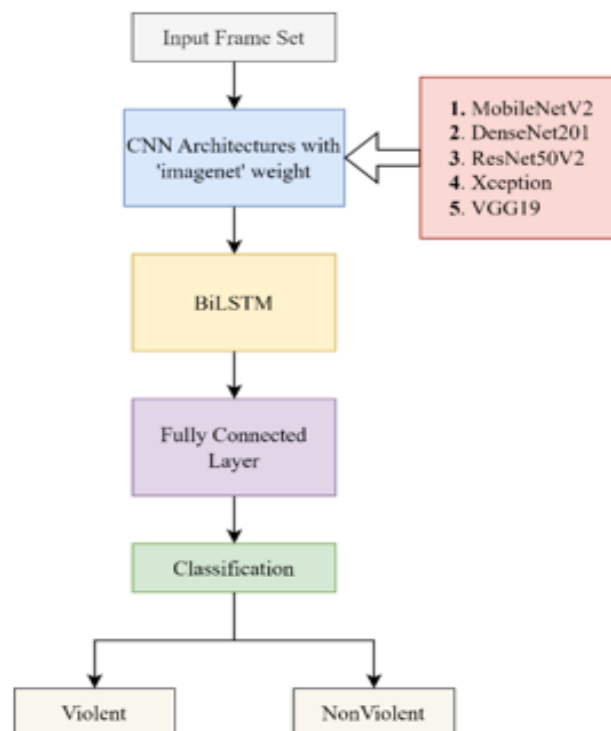 Input Frame Set
CNN Architectures with
'imagenet' weight
1. MobileNetV2
2. DenseNet201
3. ResNet50V2
4. Xception
5. VGG19
BiLSTM
Fully Connected
Layer
Classification
Violent
NonViolent